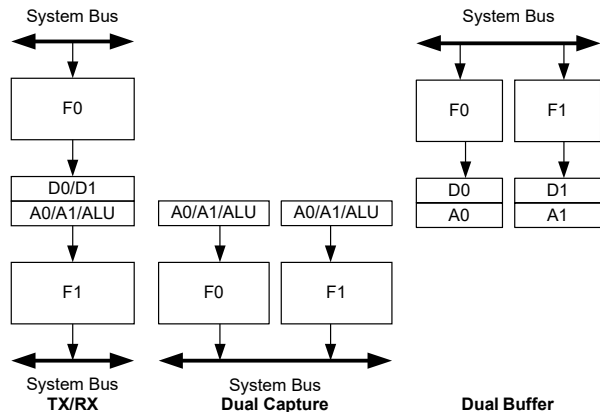 System Bus
F0
D0/D1
A0/A1/ALU
F1
System Bus
TX/RX
A0/A1/ALU
A0/A1/ALU
F0
F1
System Bus
Dual Capture
System Bus
F0
F1
D0
D1
A0
A1
Dual Buffer